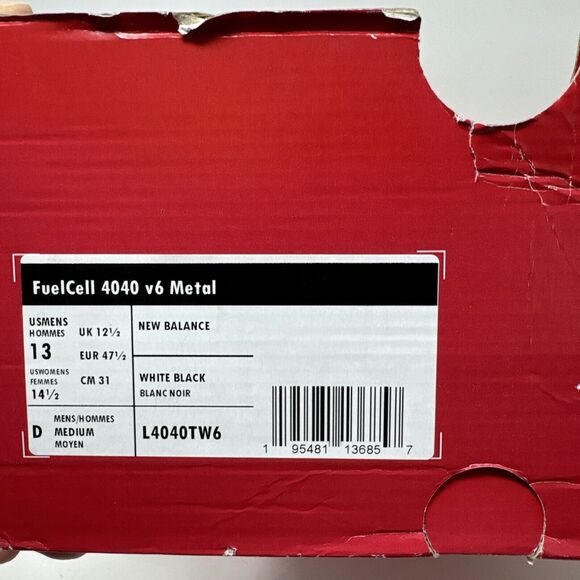 FuelCell 4040 v6 Metal
USMENS
HOMMES
UK 12½
13
EUR 47½
USWOMENS
FEMMES
CM 31
14½
NEW BALANCE
WHITE BLACK
BLANC NOIR
D
MENS/HOMMES
MEDIUM
MOYEN
L4040TW6
1 95481 13685 7